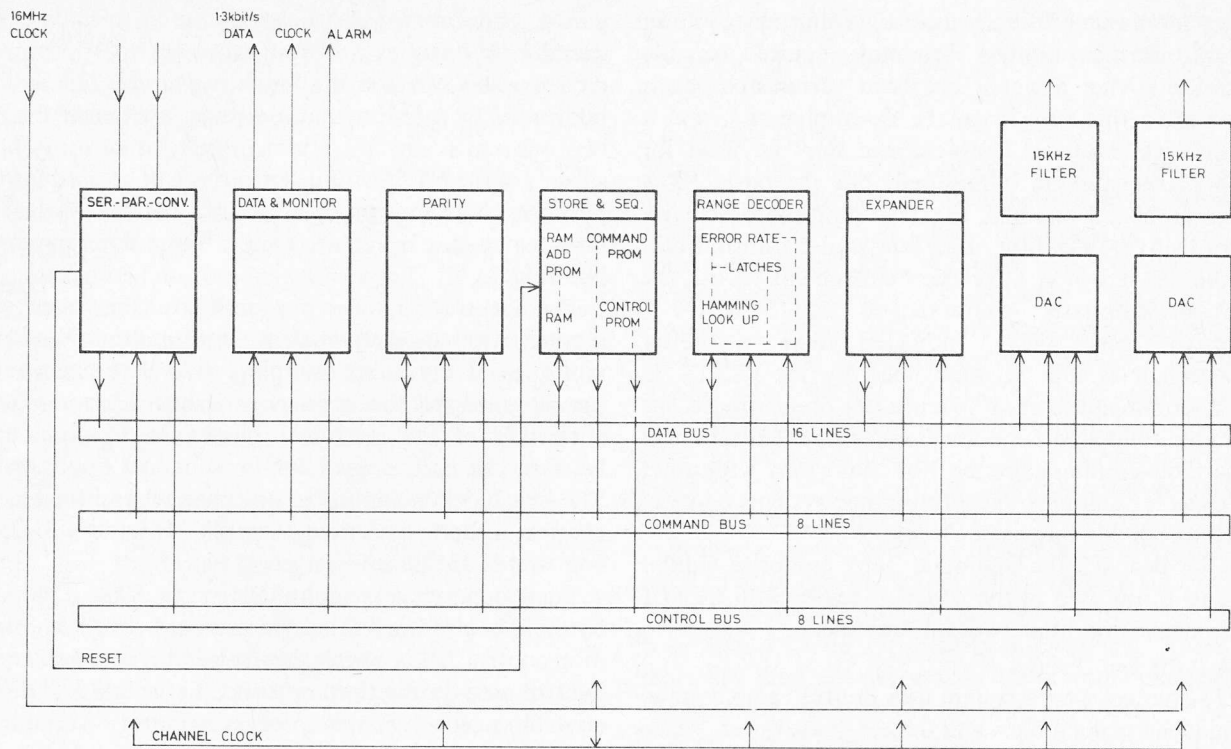 16MHz
CLOCK
1·3kbit/s
DATA
CLOCK
ALARM
15KHz
FILTER
15KHz
FILTER
SER.-PAR.-CONV.
DATA & MONITOR
PARITY
STORE & SEQ.
RANGE DECODER
EXPANDER
RAM
ADD
PROM
COMMAND
PROM
RAM
CONTROL
PROM
ERROR RATE
LATCHES
HAMMING
LOOK UP
DAC
DAC
DATA BUS 16 LINES
COMMAND BUS 8 LINES
CONTROL BUS 8 LINES
RESET
CHANNEL CLOCK